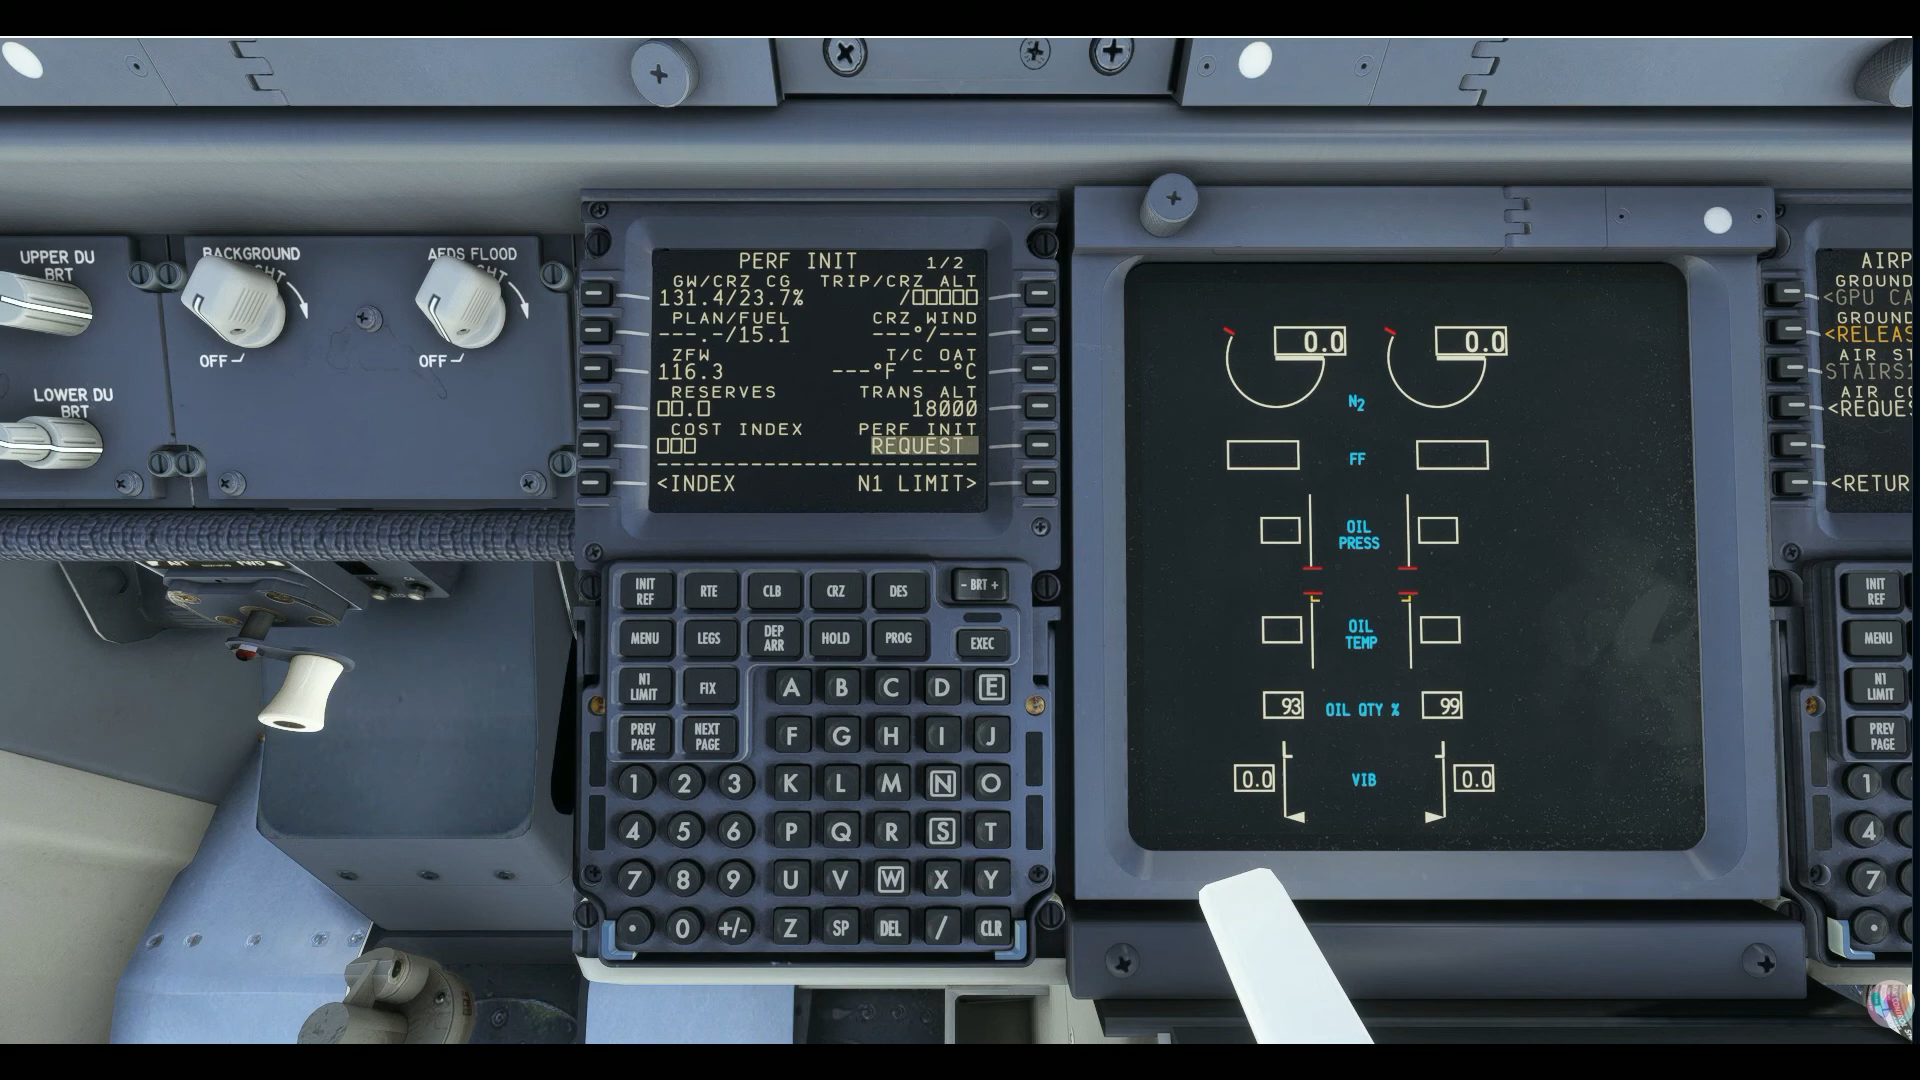 UPPER DU
BRT
BACKGROUND
OFF
AFDS FLOOD
OFF
LOWER DU
BRT
PERF INIT 1/2
GW/CRZ CG TRIP/CRZ ALT
131.4/23.7% /□□□□□
PLAN/FUEL CRZ WIND
---.-/15.1 ---°/---
ZFW T/C OAT
116.3 ---°F ---°C
RESERVES TRANS ALT
□□.□ 18000
COST INDEX PERF INIT
□□□ REQUEST
--------------------------------
<INDEX N1 LIMIT>
INIT REF RTE CLB CRZ DES - BRT +
MENU LEGS DEP ARR HOLD PROG EXEC
N1 LIMIT FIX A B C D E
PREV PAGE NEXT PAGE F G H I J
1 2 3 K L M N O
4 5 6 P Q R S T
7 8 9 U V W X Y
. 0 +/- Z SP DEL / CLR
0.0 0.0
N2
FF
OIL
PRESS
OIL
TEMP
93 OIL QTY % 99
0.0 VIB 0.0
AIRP
GROUND
<GPU CA
GROUND
<RELEAS
AIR ST
STAIRS1
AIR CO
<REQUES
<RETUR
INIT
REF
MENU
N1
LIMIT
PREV
PAGE
1
4
7
.